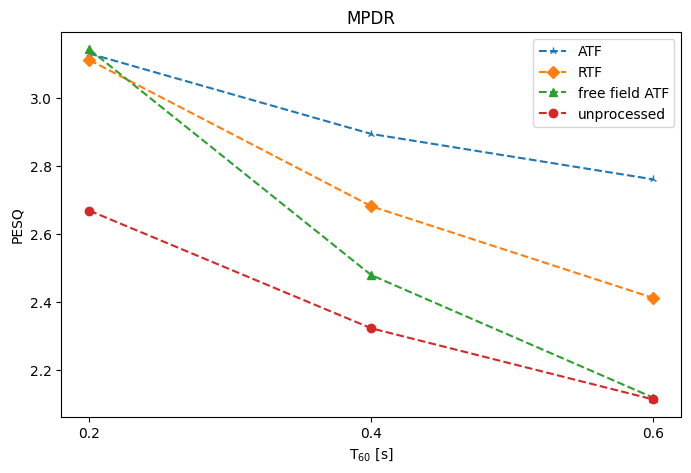 MPDR
ATF
RTF
free field ATF
unprocessed
PESQ
3.0
2.8
2.6
2.4
2.2
0.2 0.4 0.6
T₆₀ [s]